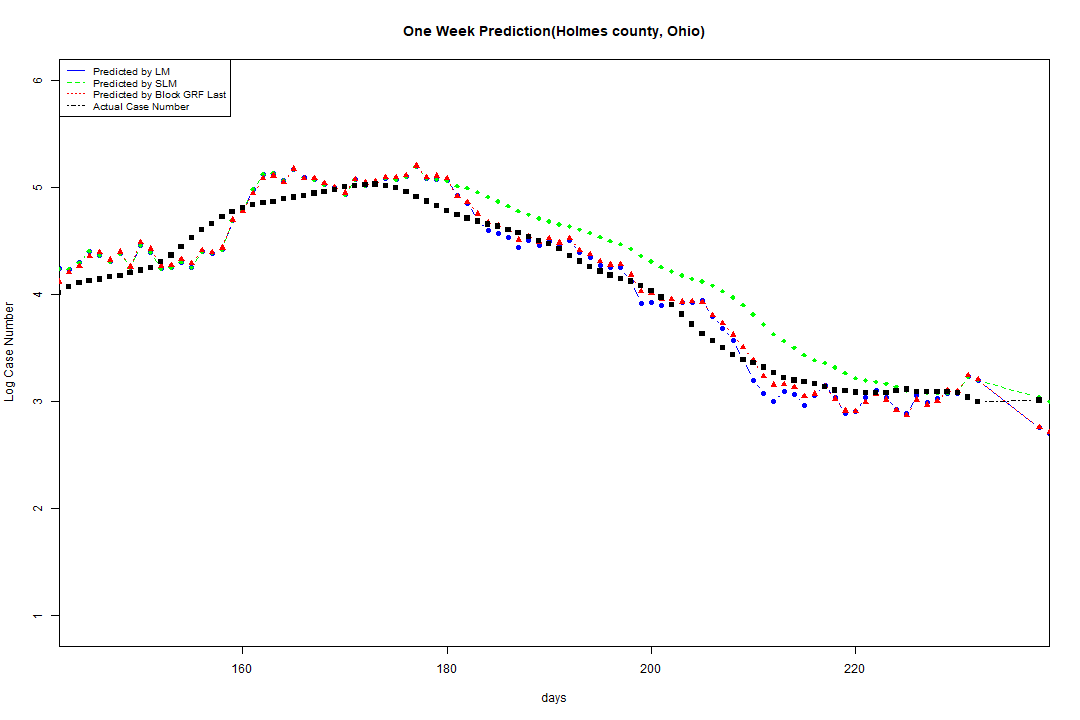 One Week Prediction(Holmes county, Ohio)
Predicted by LM
Predicted by SLM
Predicted by Block GRF Last
Actual Case Number
6
5
4
3
2
1
Log Case Number
160 180 200 220
days